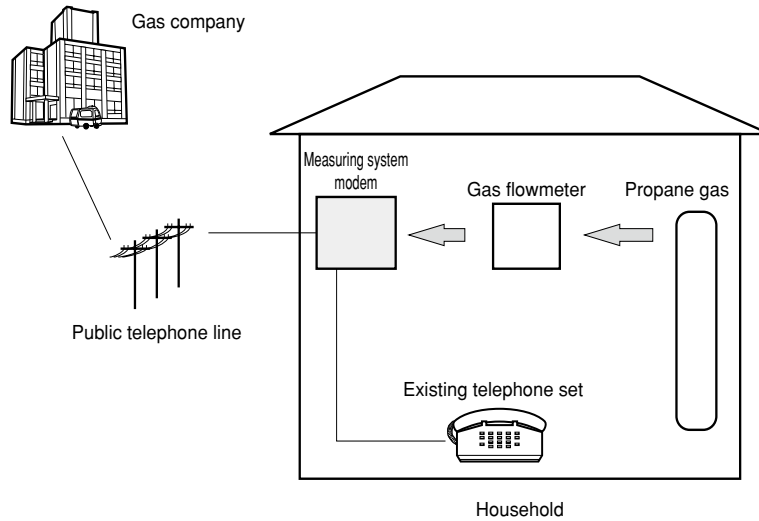 Gas company
Measuring system
modem
Gas flowmeter
Propane gas
Public telephone line
Existing telephone set
Household